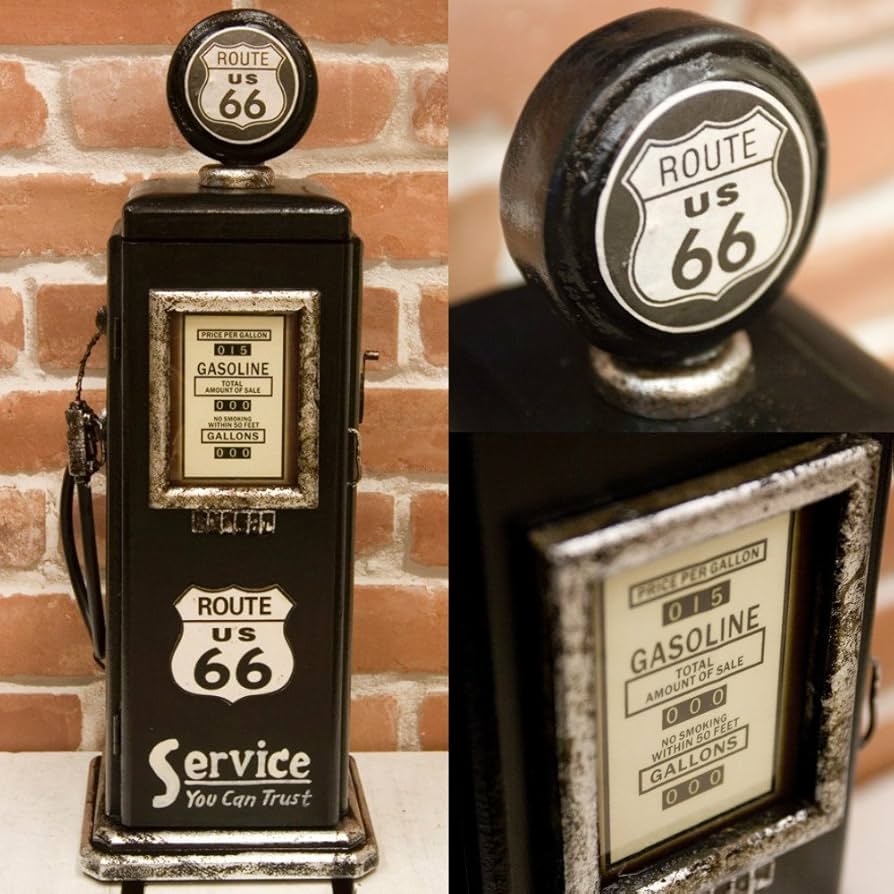 ROUTE
US
66
PRICE PER GALLON
015
GASOLINE
TOTAL
AMOUNT OF SALE
000
NO SMOKING
WITHIN 50 FEET
GALLONS
000
ROUTE
US
66
Service
You Can Trust
ROUTE
US
66
PRICE PER GALLON
015
GASOLINE
TOTAL
AMOUNT OF SALE
000
NO SMOKING
WITHIN 50 FEET
GALLONS
000